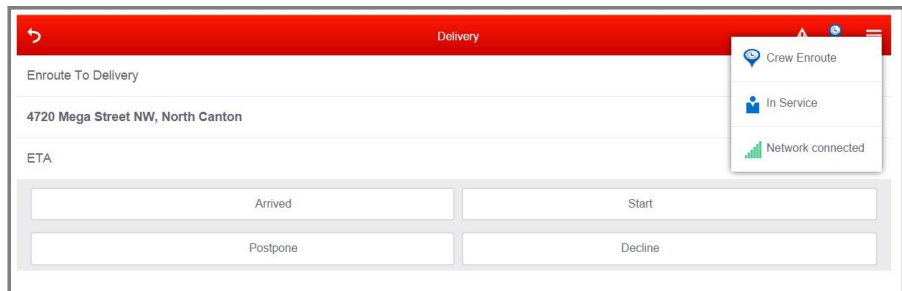 Delivery
Crew Enroute
Enroute To Delivery
In Service
4720 Mega Street NW, North Canton
Network connected
ETA
Arrived
Start
Postpone
Decline